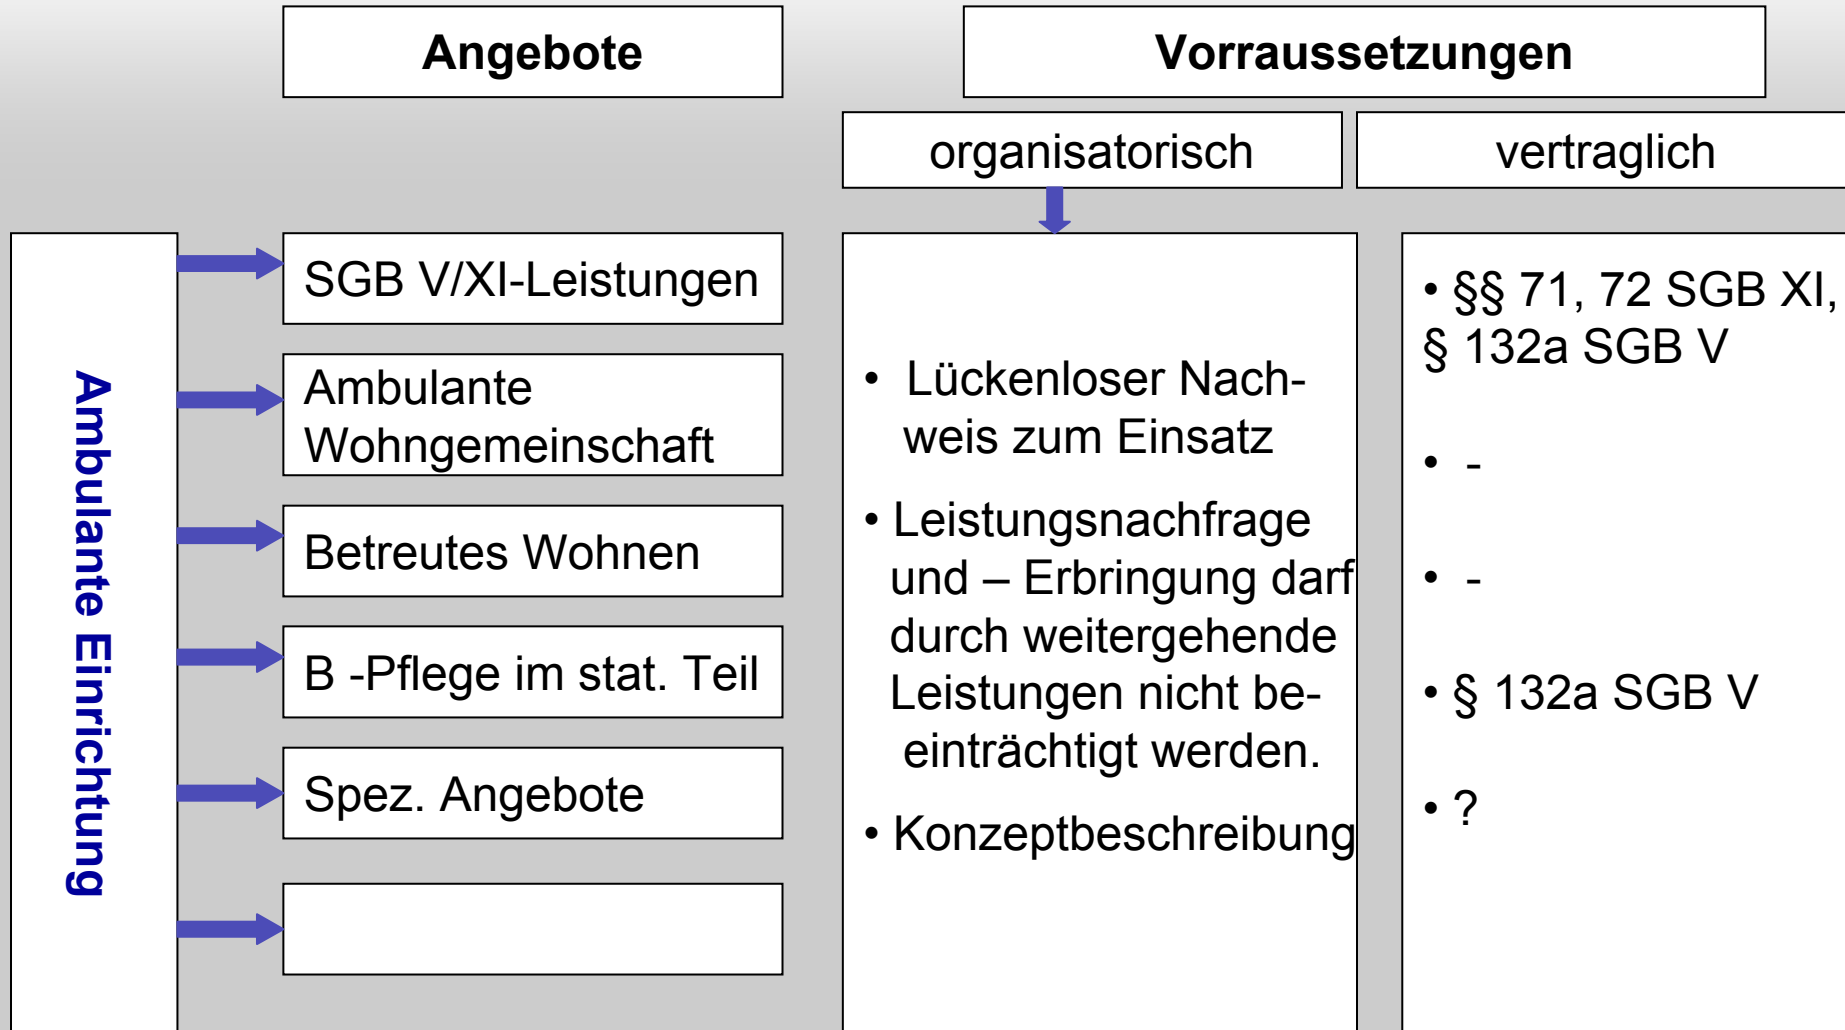 Angebote
Vorraussetzungen
organisatorisch
vertraglich
Ambulante Einrichtung
SGB V/XI-Leistungen
Ambulante
Wohngemeinschaft
Betreutes Wohnen
B -Pflege im stat. Teil
Spez. Angebote
• Lückenloser Nach-
weis zum Einsatz
• Leistungsnachfrage
und – Erbringung darf
durch weitergehende
Leistungen nicht be-
einträchtigt werden.
• Konzeptbeschreibung
• §§ 71, 72 SGB XI,
§ 132a SGB V
• -
• -
• § 132a SGB V
• ?